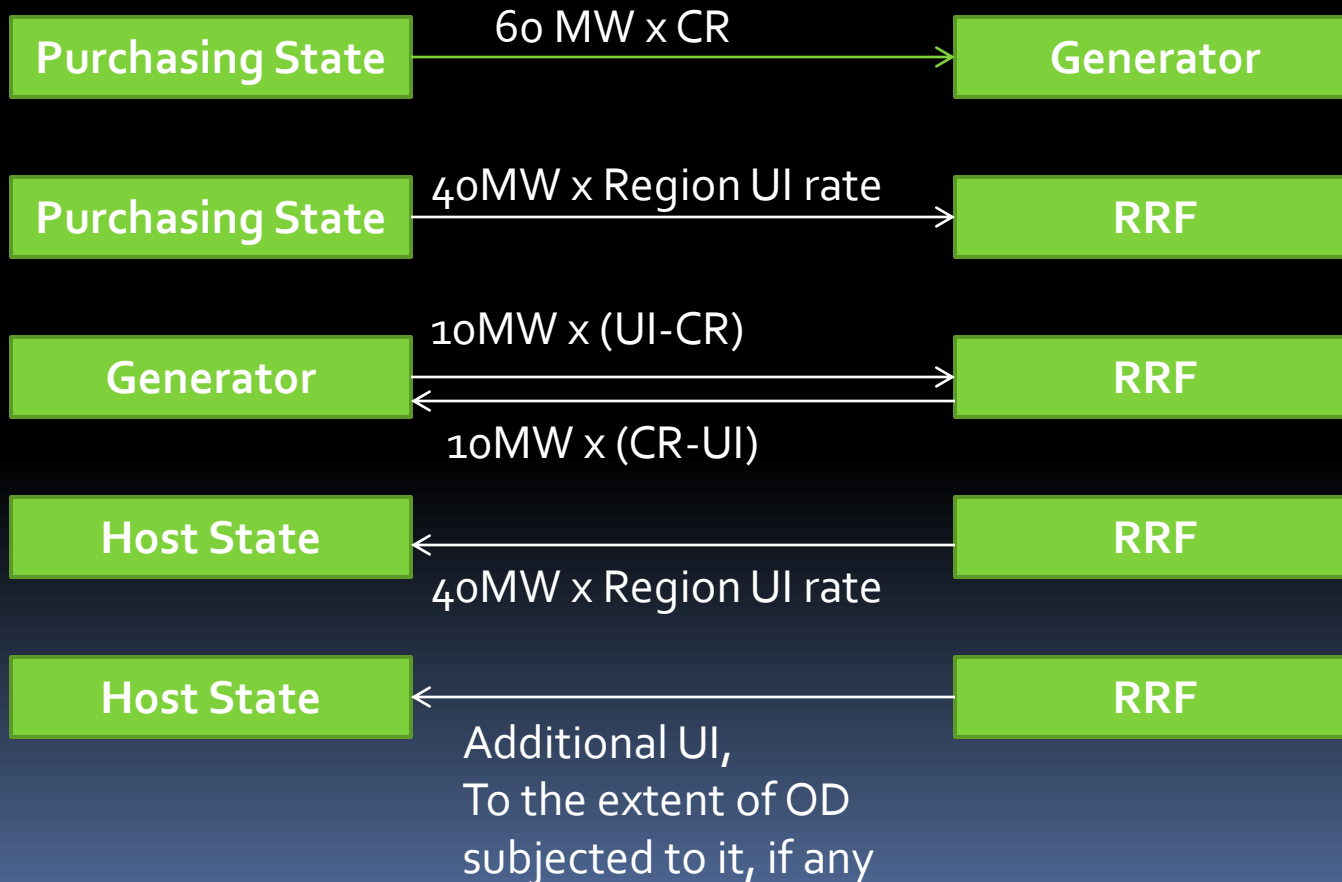 60 MW x CR
Purchasing State
Generator
40MW x Region UI rate
Purchasing State
RRF
10MW x (UI-CR)
Generator
RRF
10MW x (CR-UI)
Host State
RRF
40MW x Region UI rate
Host State
RRF
Additional UI,
To the extent of OD
subjected to it, if any